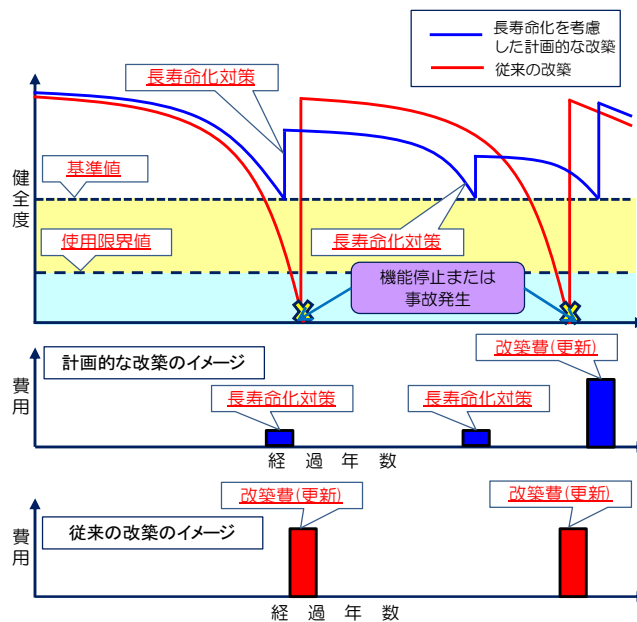 長寿命化を考慮
した計画的な改築
従来の改築
長寿命化対策
基準値
健全度
使用限界値
長寿命化対策
機能停止または
事故発生
改築費(更新)
計画的な改築のイメージ
費用
長寿命化対策
長寿命化対策
経過年数
改築費(更新)
改築費(更新)
従来の改築のイメージ
費用
経過年数